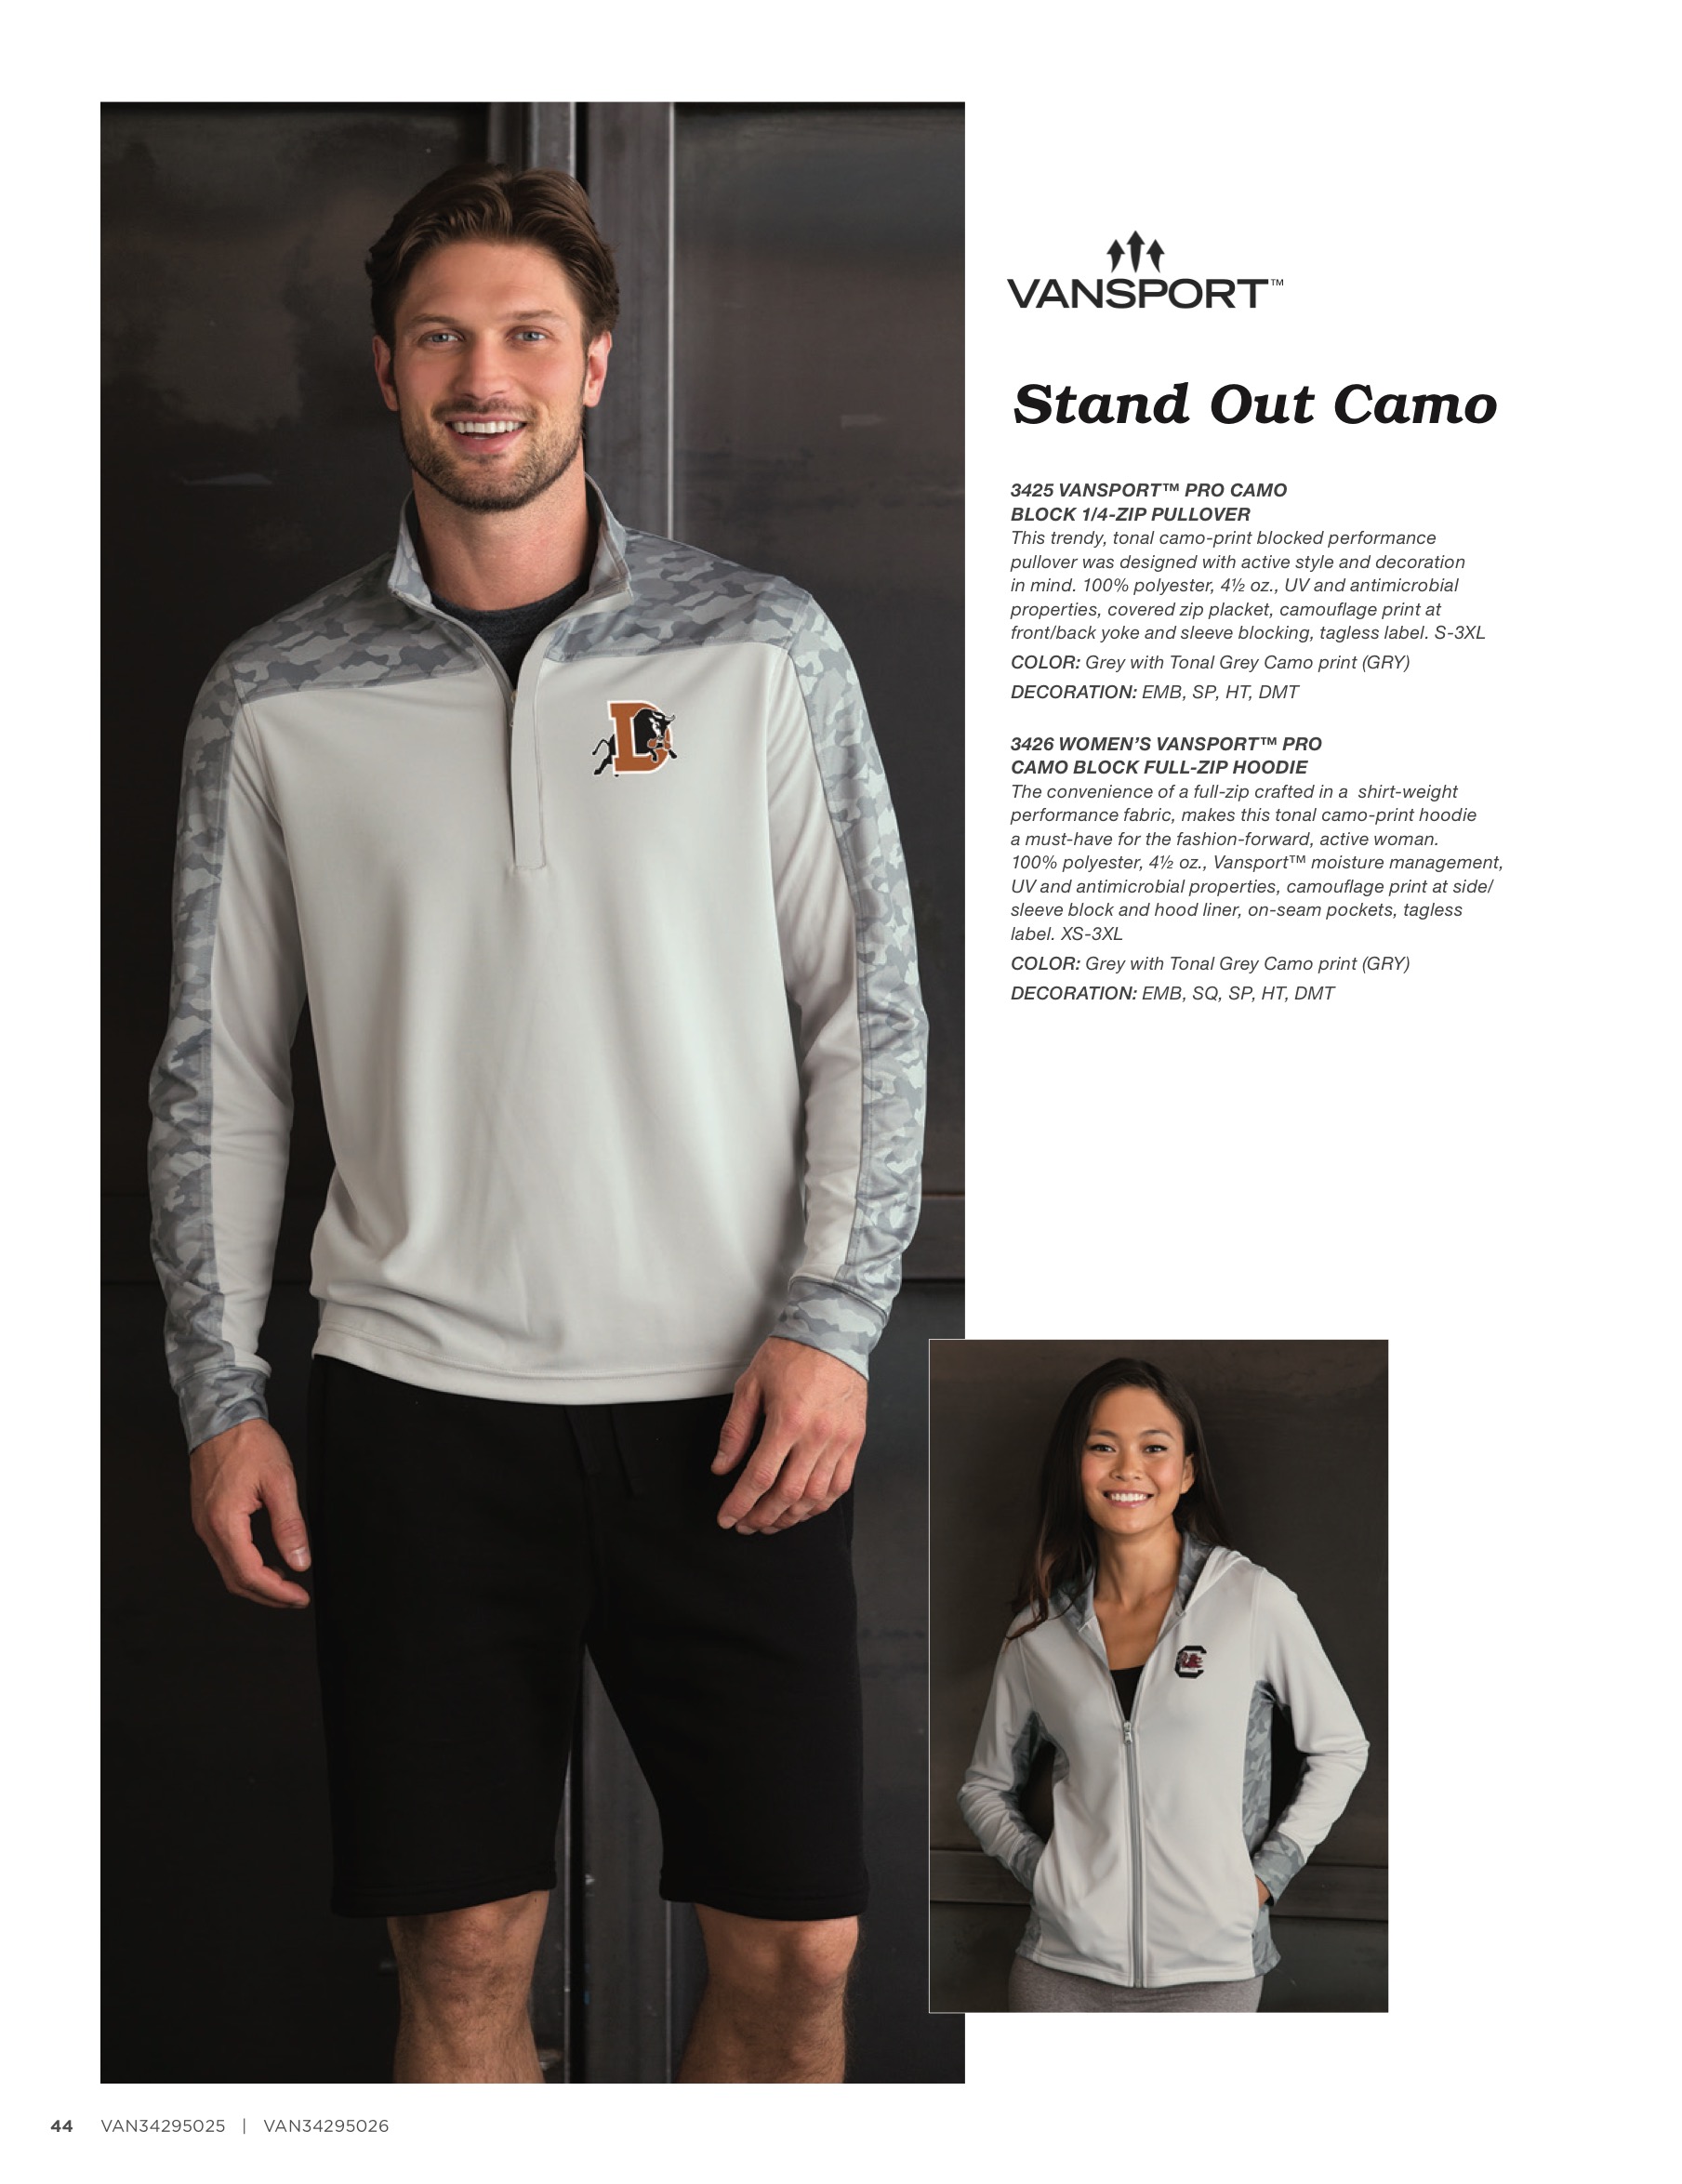 VANSPORT™
Stand Out Camo
3425 VANSPORT™ PRO CAMO
BLOCK 1/4-ZIP PULLOVER
This trendy, tonal camo-print blocked performance
pullover was designed with active style and decoration
in mind. 100% polyester, 4½ oz., UV and antimicrobial
properties, covered zip placket, camouflage print at
front/back yoke and sleeve blocking, tagless label. S-3XL
COLOR: Grey with Tonal Grey Camo print (GRY)
DECORATION: EMB, SP, HT, DMT
3426 WOMEN’S VANSPORT™ PRO
CAMO BLOCK FULL-ZIP HOODIE
The convenience of a full-zip crafted in a  shirt-weight
performance fabric, makes this tonal camo-print hoodie
a must-have for the fashion-forward, active woman.
100% polyester, 4½ oz., Vansport™ moisture management,
UV and antimicrobial properties, camouflage print at side/
sleeve block and hood liner, on-seam pockets, tagless
label. XS-3XL
COLOR: Grey with Tonal Grey Camo print (GRY)
DECORATION: EMB, SQ, SP, HT, DMT
D
C
44 VAN34295025 | VAN34295026